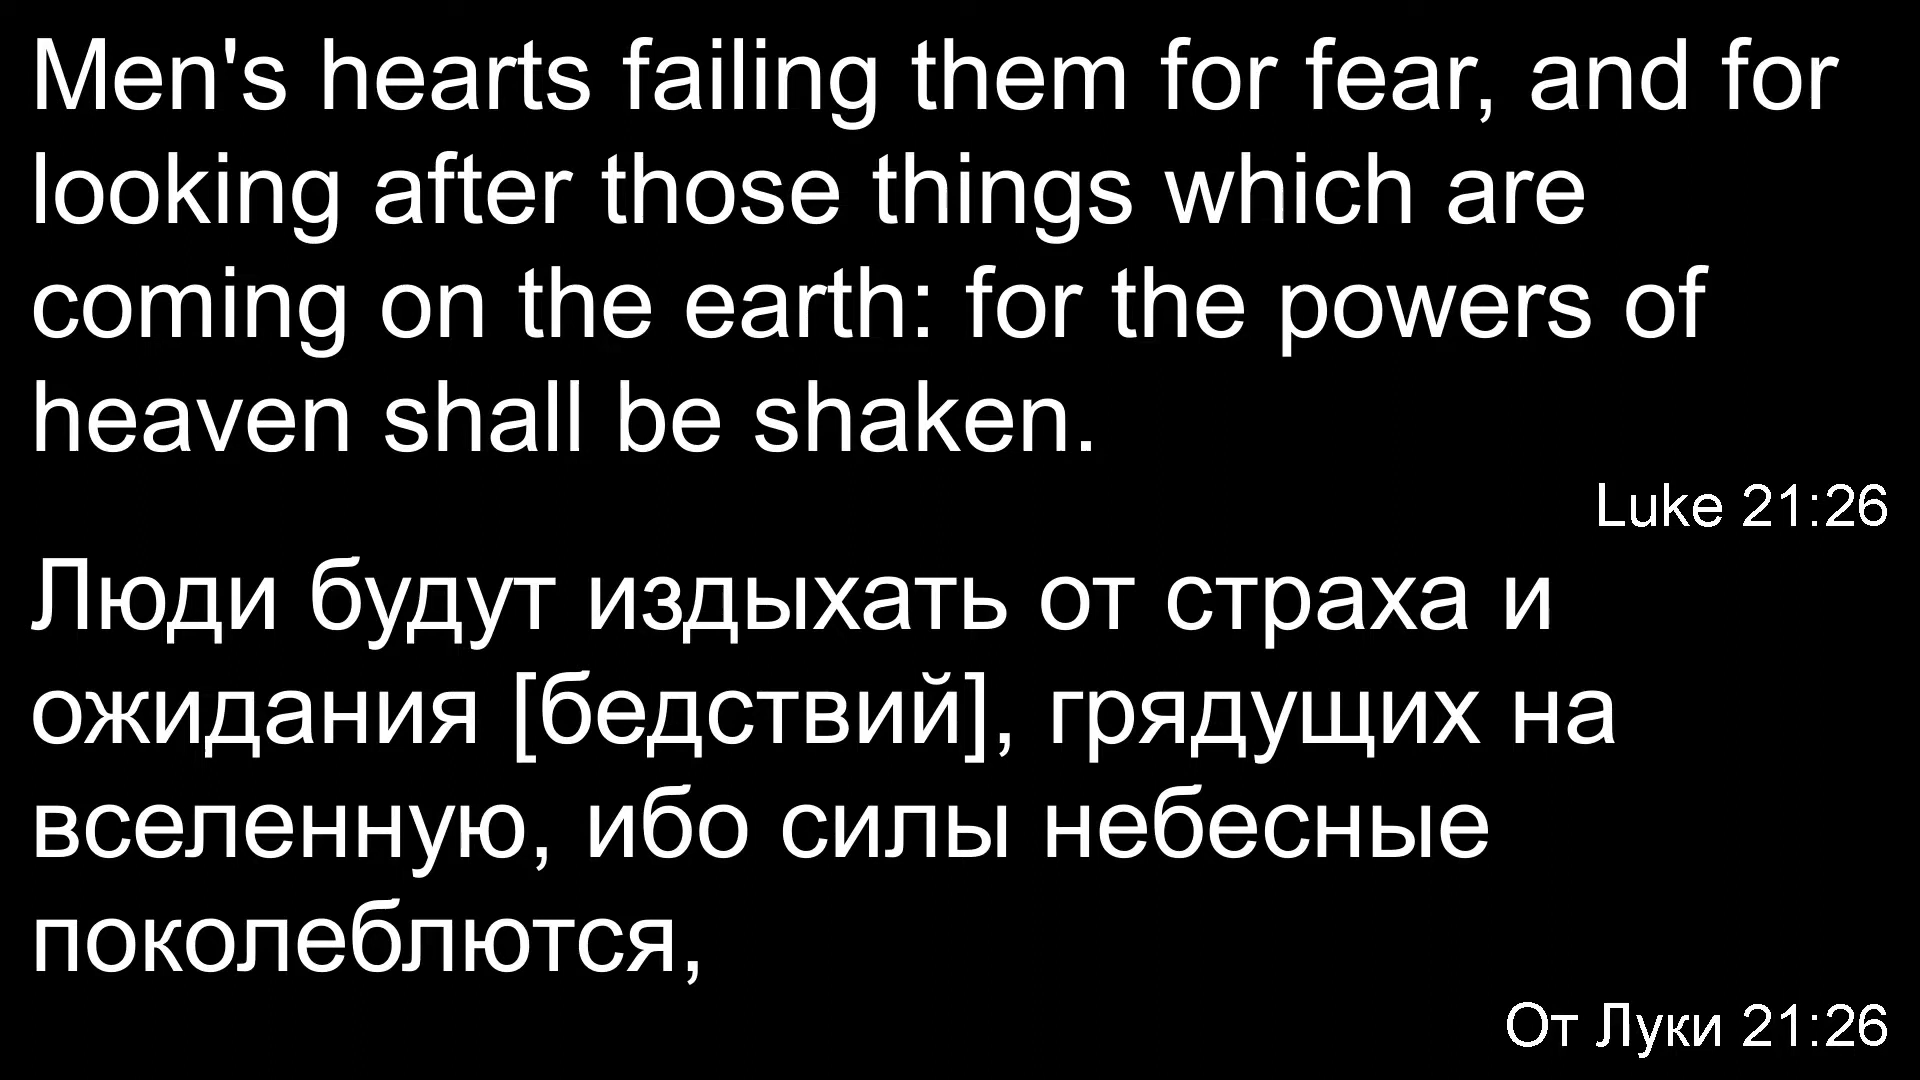 Men's hearts failing them for fear, and for
looking after those things which are
coming on the earth: for the powers of
heaven shall be shaken.
Luke 21:26
Люди будут издыхать от страха и
ожидания [бедствий], грядущих на
вселенную, ибо силы небесные
поколеблются,
От Луки 21:26